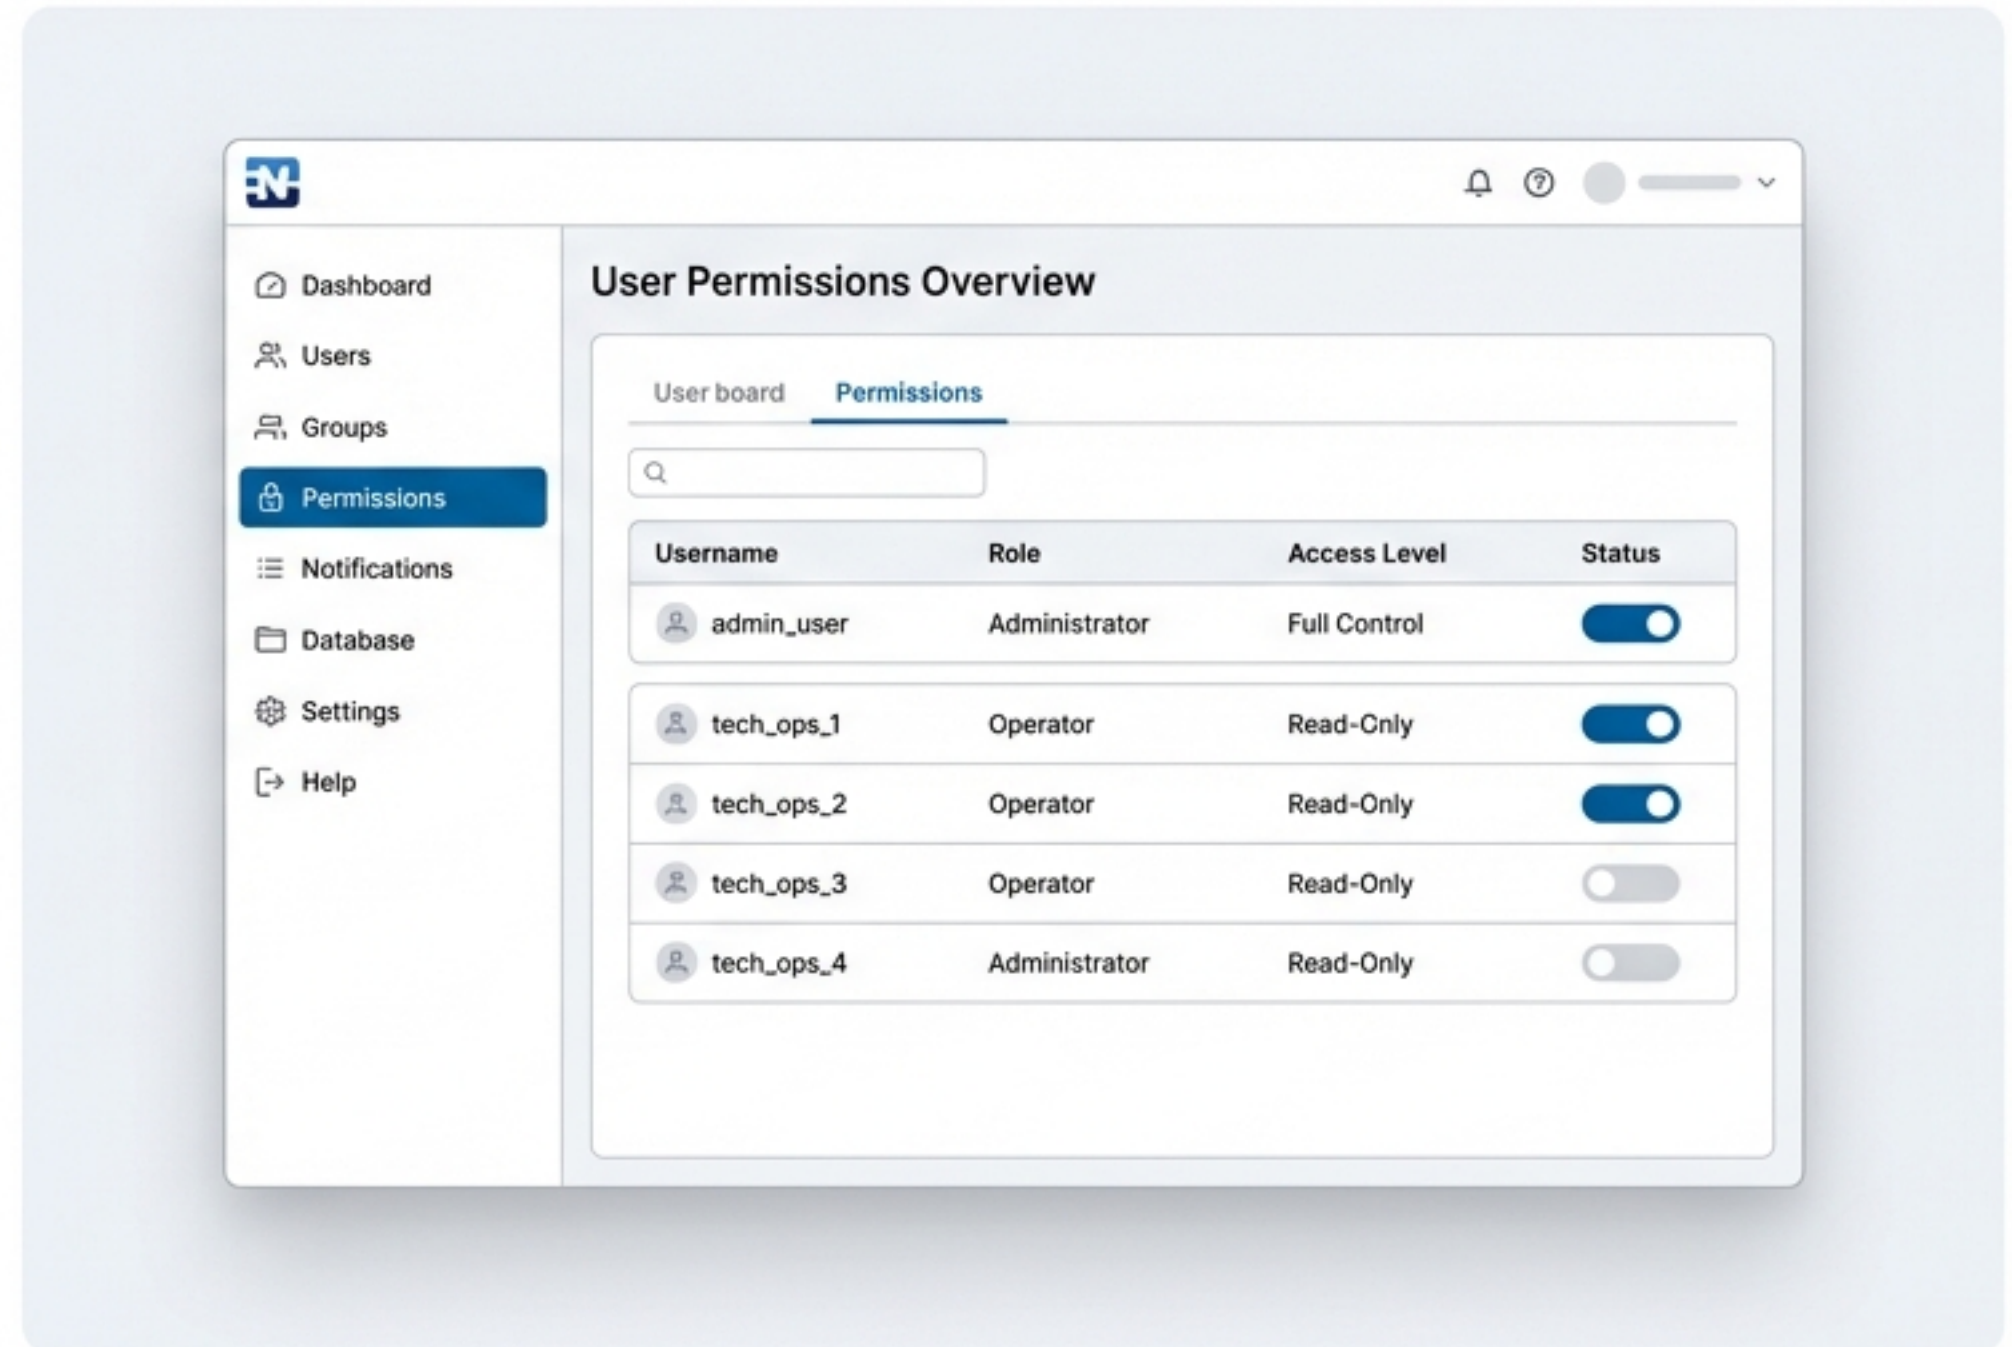 N
Dashboard
Users
Groups
Permissions
Notifications
Database
Settings
Help
User Permissions Overview
User board Permissions
Username Role Access Level Status
admin_user Administrator Full Control
tech_ops_1 Operator Read-Cnly
tech_ops_2 Operator Read-Only
tech_ops_3 Operator Read-Only
tech_ops_4 Administrator Read-Only